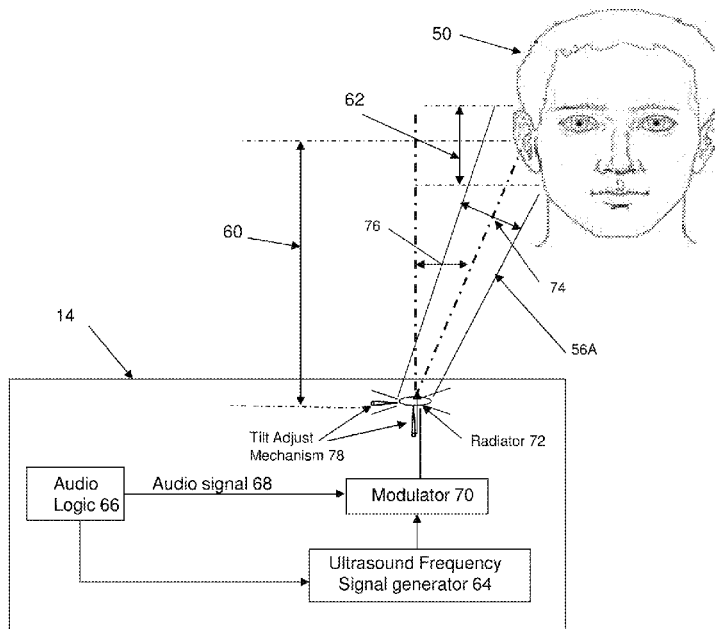 50
62
60
76
74
14
56A
Tilt Adjust
Mechanism 78
Radiator 72
Audio
Logic 66
Audio signal 68
Modulator 70
Ultrasound Frequency
Signal generator 64